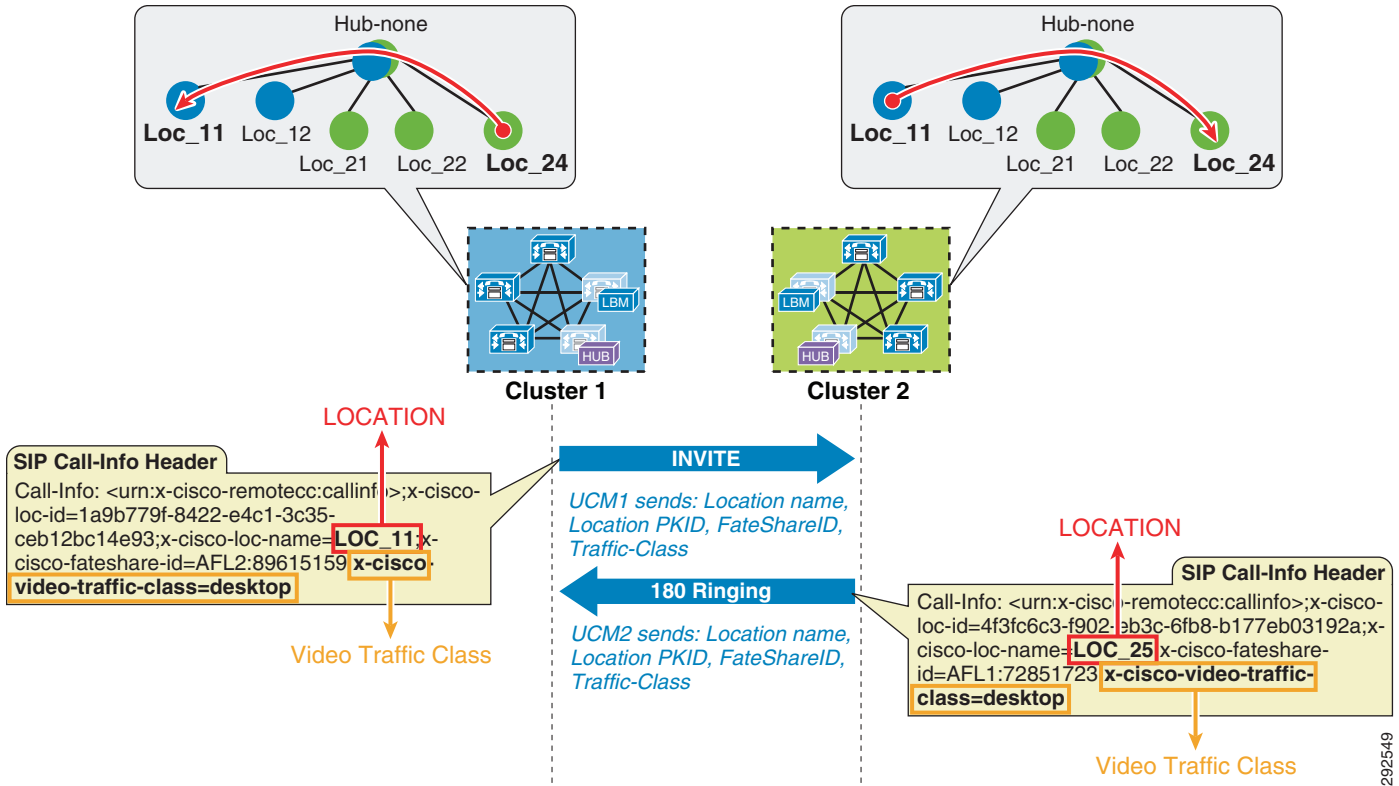 Hub-none
Loc_11
Loc_12
Loc_21
Loc_22
Loc_24
Hub-none
Loc_11
Loc_12
Loc_21
Loc_22
Loc_24
LBM
HUB
Cluster 1
LBM
HUB
Cluster 2
LOCATION
SIP Call-Info Header
Call-Info: <urn:x-cisco-remotecc:callinfo>;x-cisco-
loc-id=1a9b779f-8422-e4c1-3c35-
ceb12bc14e93;x-cisco-loc-name=LOC_11;x-
cisco-fateshare-id=AFL2:89615159 x-cisco-
video-traffic-class=desktop
Video Traffic Class
INVITE
UCM1 sends: Location name,
Location PKID, FateShareID,
Traffic-Class
180 Ringing
UCM2 sends: Location name,
Location PKID, FateShareID,
Traffic-Class
LOCATION
SIP Call-Info Header
Call-Info: <urn:x-cisco-remotecc:callinfo>;x-cisco-
loc-id=4f3fc6c3-f902-eb3c-6fb8-b177eb03192a;x-
cisco-loc-name=LOC_25 x-cisco-fateshare-
id=AFL1:72851723 x-cisco-video-traffic-
class=desktop
Video Traffic Class
292549